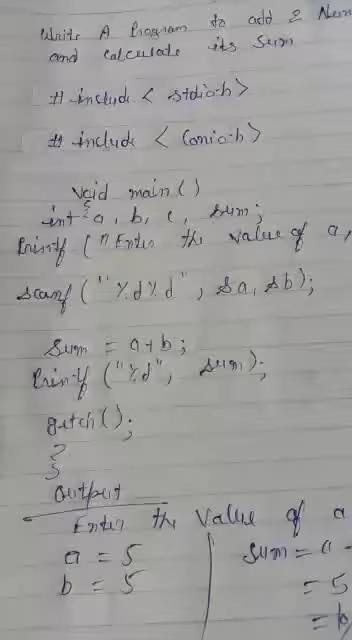 Write A Program to add 2 Num
and calculate its Sum
# include < stdio.h>
# include < Conio.h>
void main()
{
int a, b, c, sum;
Printf ("Enter the value of a,
scanf ("%d%d", &a, &b);
Sum = a+b;
Printf ("%d", sum);
getch();
}
Output
Enter the Value of a
a = 5
b = 5
Sum = a
= 5